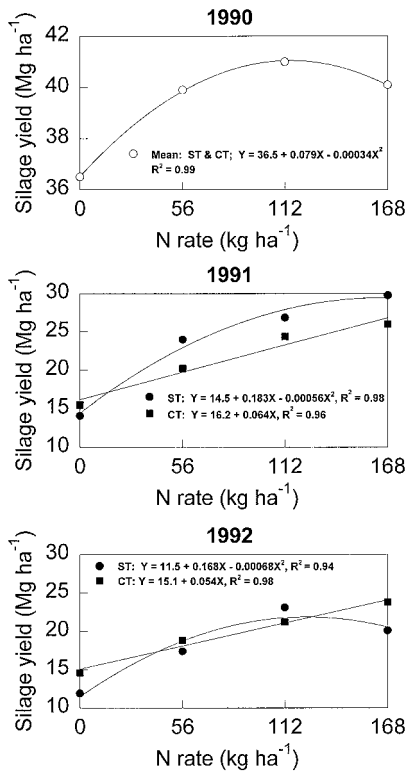 1990
Silage yield (Mg ha⁻¹)
42
40
38
36
Mean: ST & CT; Y = 36.5 + 0.079X - 0.00034X²
R² = 0.99
0 56 112 168
N rate (kg ha⁻¹)
1991
Silage yield (Mg ha⁻¹)
30
25
20
15
10
ST: Y = 14.5 + 0.183X - 0.00056X², R² = 0.98
CT: Y = 16.2 + 0.064X, R² = 0.96
0 56 112 168
N rate (kg ha⁻¹)
1992
Silage yield (Mg ha⁻¹)
30
25
20
15
10
ST: Y = 11.5 + 0.168X - 0.00068X², R² = 0.94
CT: Y = 15.1 + 0.054X, R² = 0.98
0 56 112 168
N rate (kg ha⁻¹)